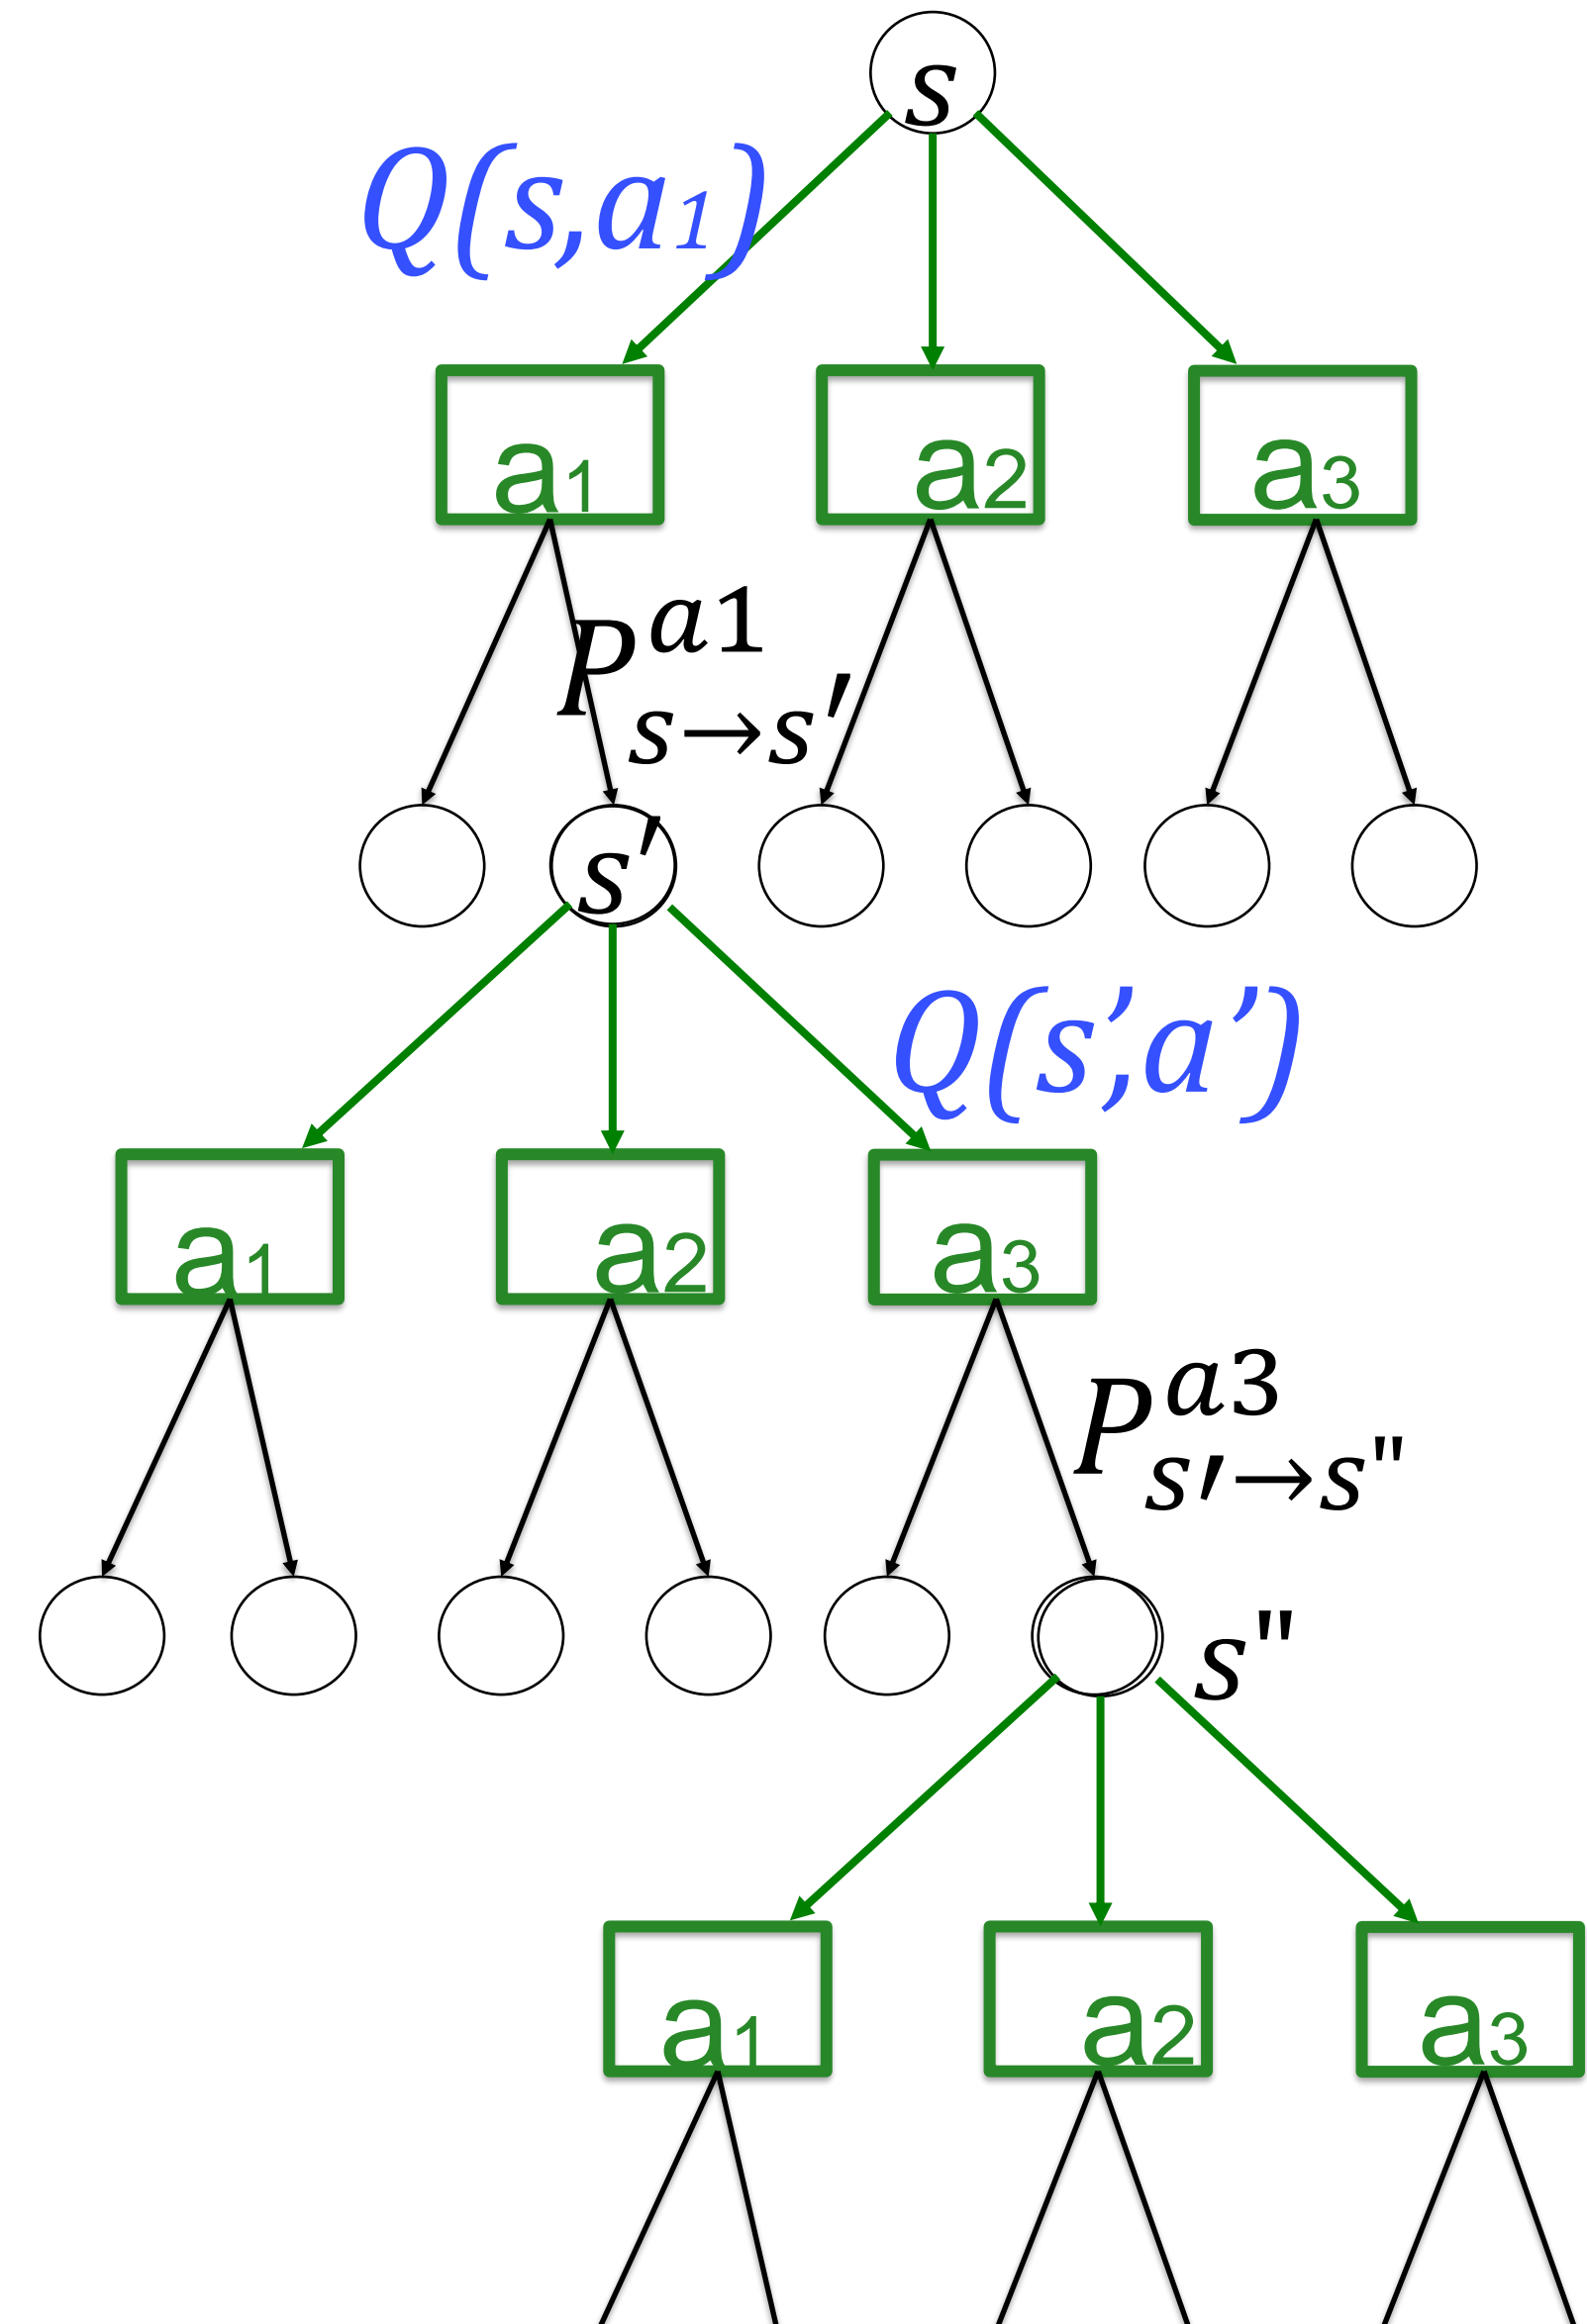 s
Q(s,a1)
a1 a2 a3
P^{a1}_{s→s′}
s′
Q(s’,a’)
a1 a2 a3
P^{a3}_{s′→s"}
s"
a1 a2 a3